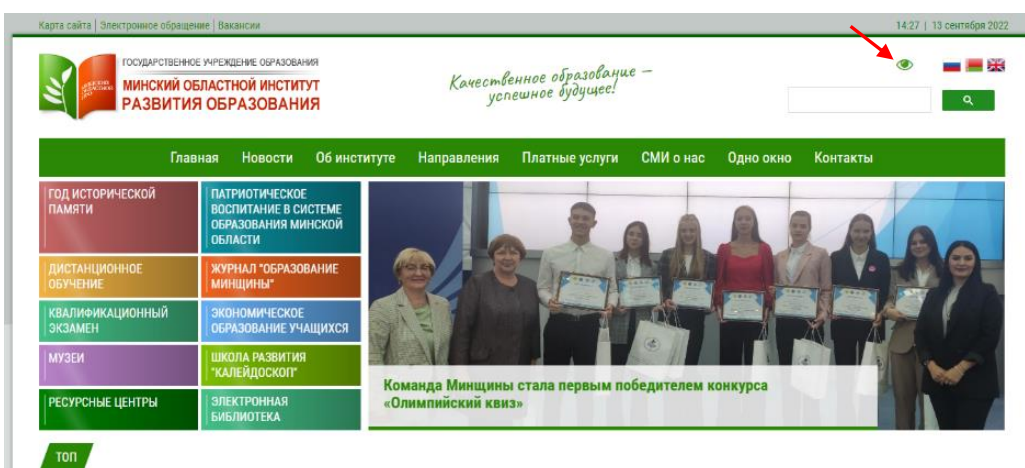 Карта сайта | Электронное обращение | Вакансии
14:27 | 13 сентября 2022
ГОСУДАРСТВЕННОЕ УЧРЕЖДЕНИЕ ОБРАЗОВАНИЯ
МИНСКИЙ ОБЛАСТНОЙ ИНСТИТУТ
РАЗВИТИЯ ОБРАЗОВАНИЯ
Качественное образование –
успешное будущее!
Главная Новости Об институте Направления Платные услуги СМИ о нас Одно окно Контакты
ГОД ИСТОРИЧЕСКОЙ
ПАМЯТИ
ПАТРИОТИЧЕСКОЕ
ВОСПИТАНИЕ В СИСТЕМЕ
ОБРАЗОВАНИЯ МИНСКОЙ
ОБЛАСТИ
ДИСТАНЦИОННОЕ
ОБУЧЕНИЕ
ЖУРНАЛ "ОБРАЗОВАНИЕ
МИНЩИНЫ"
КВАЛИФИКАЦИОННЫЙ
ЭКЗАМЕН
ЭКОНОМИЧЕСКОЕ
ОБРАЗОВАНИЕ УЧАЩИХСЯ
МУЗЕИ
ШКОЛА РАЗВИТИЯ
"КАЛЕЙДОСКОП"
РЕСУРСНЫЕ ЦЕНТРЫ
ЭЛЕКТРОННАЯ
БИБЛИОТЕКА
Команда Минщины стала первым победителем конкурса
«Олимпийский квиз»
ТОП